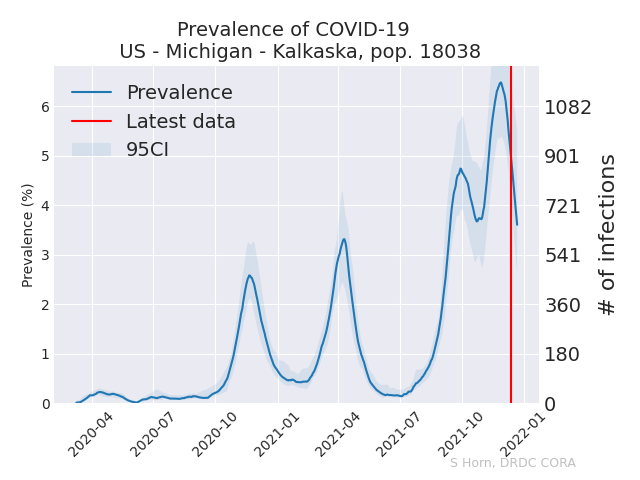 Prevalence of COVID-19
US - Michigan - Kalkaska, pop. 18038
Prevalence
Latest data
95CI
Prevalence (%)
6
5
4
3
2
1
0
1082
901
721
541
360
180
0
# of infections
2020-04
2020-07
2020-10
2021-01
2021-04
2021-07
2021-10
2022-01
S Horn, DRDC CORA